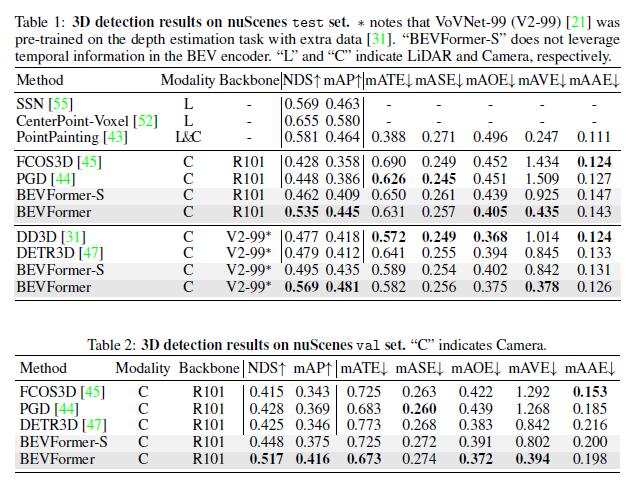 Table 1: 3D detection results on nuScenes test set. * notes that VoVNet-99 (V2-99) [21] was
pre-trained on the depth estimation task with extra data [31]. “BEVFormer-S” does not leverage
temporal information in the BEV encoder. “L” and “C” indicate LiDAR and Camera, respectively.
Method Modality Backbone NDS↑ mAP↑ mATE↓ mASE↓ mAOE↓ mAVE↓ mAAE↓
SSN [55] L - 0.569 0.463 - - - - -
CenterPoint-Voxel [52] L - 0.655 0.580 - - - - -
PointPainting [43] L&C - 0.581 0.464 0.388 0.271 0.496 0.247 0.111
FCOS3D [45] C R101 0.428 0.358 0.690 0.249 0.452 1.434 0.124
PGD [44] C R101 0.448 0.386 0.626 0.245 0.451 1.509 0.127
BEVFormer-S C R101 0.462 0.409 0.650 0.261 0.439 0.925 0.147
BEVFormer C R101 0.535 0.445 0.631 0.257 0.405 0.435 0.143
DD3D [31] C V2-99* 0.477 0.418 0.572 0.249 0.368 1.014 0.124
DETR3D [47] C V2-99* 0.479 0.412 0.641 0.255 0.394 0.845 0.133
BEVFormer-S C V2-99* 0.495 0.435 0.589 0.254 0.402 0.842 0.131
BEVFormer C V2-99* 0.569 0.481 0.582 0.256 0.375 0.378 0.126
Table 2: 3D detection results on nuScenes val set. “C” indicates Camera.
Method Modality Backbone NDS↑ mAP↑ mATE↓ mASE↓ mAOE↓ mAVE↓ mAAE↓
FCOS3D [45] C R101 0.415 0.343 0.725 0.263 0.422 1.292 0.153
PGD [44] C R101 0.428 0.369 0.683 0.260 0.439 1.268 0.185
DETR3D [47] C R101 0.425 0.346 0.773 0.268 0.383 0.842 0.216
BEVFormer-S C R101 0.448 0.375 0.725 0.272 0.391 0.802 0.200
BEVFormer C R101 0.517 0.416 0.673 0.274 0.372 0.394 0.198